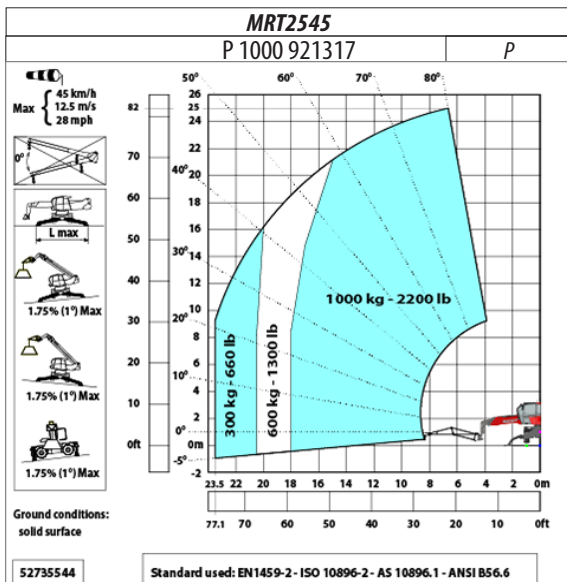 MRT2545
P 1000 921317
P
Max
45 km/h
12.5 m/s
28 mph
0°
L max
1.75% (1°) Max
1.75% (1°) Max
1.75% (1°) Max
Ground conditions:
solid surface
82
70
60
50
40
30
20
10
0ft
26
25
24
22
20
18
16
14
12
10
8
6
4
2
0m
-2
50°
60°
70°
80°
40°
30°
20°
10°
0°
-5°
300 kg - 660 lb
600 kg - 1300 lb
1000 kg - 2200 lb
23.5 22 20 18 16 14 12 10 8 6 4 2 0m
77.1 70 60 50 40 30 20 10 0ft
52735544
Standard used: EN1459-2 - ISO 10896-2 - AS 10896.1 - ANSI B56.6